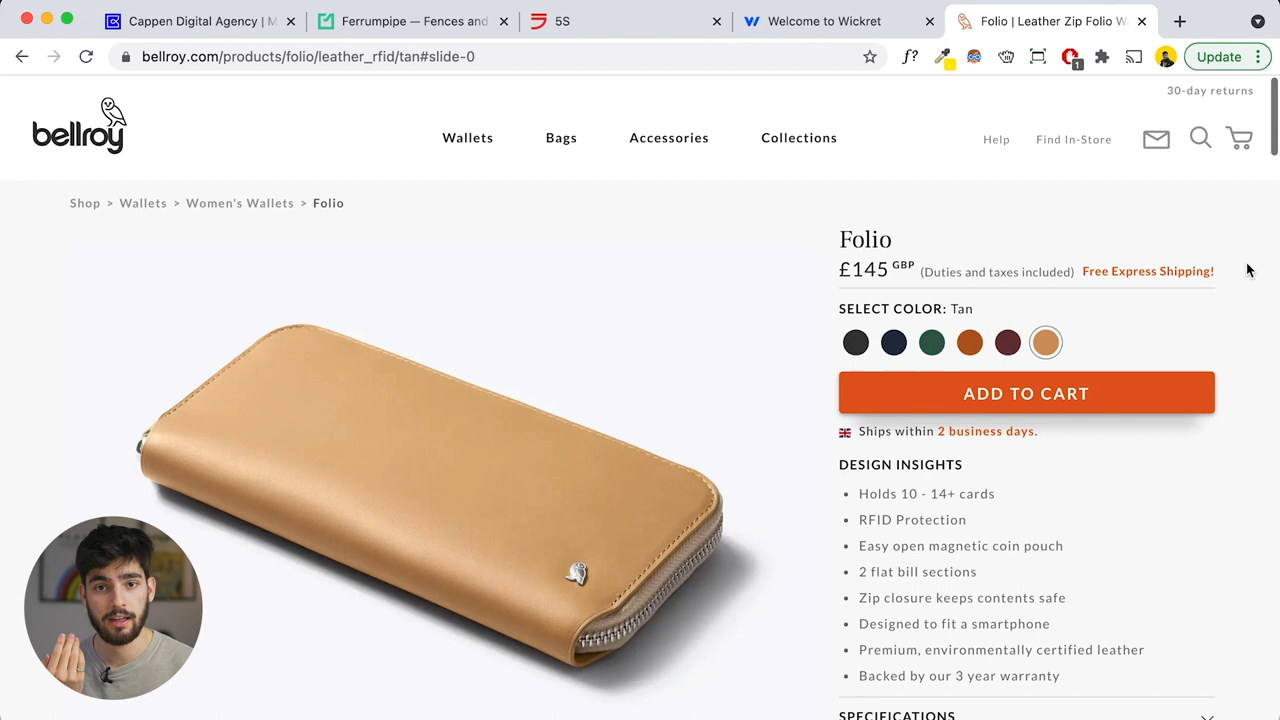 Cappen Digital Agency | M
Ferrumpipe — Fences and
5S
Welcome to Wickret
Folio | Leather Zip Folio W
bellroy.com/products/folio/leather_rfid/tan#slide-0
f?
1
Update
30-day returns
bellroy
Wallets
Bags
Accessories
Collections
Help
Find In-Store
Shop > Wallets > Women's Wallets > Folio
Folio
£145 GBP (Duties and taxes included) Free Express Shipping!
SELECT COLOR: Tan
ADD TO CART
Ships within 2 business days.
DESIGN INSIGHTS
• Holds 10 - 14+ cards
• RFID Protection
• Easy open magnetic coin pouch
• 2 flat bill sections
• Zip closure keeps contents safe
• Designed to fit a smartphone
• Premium, environmentally certified leather
• Backed by our 3 year warranty
SPECIFICATIONS